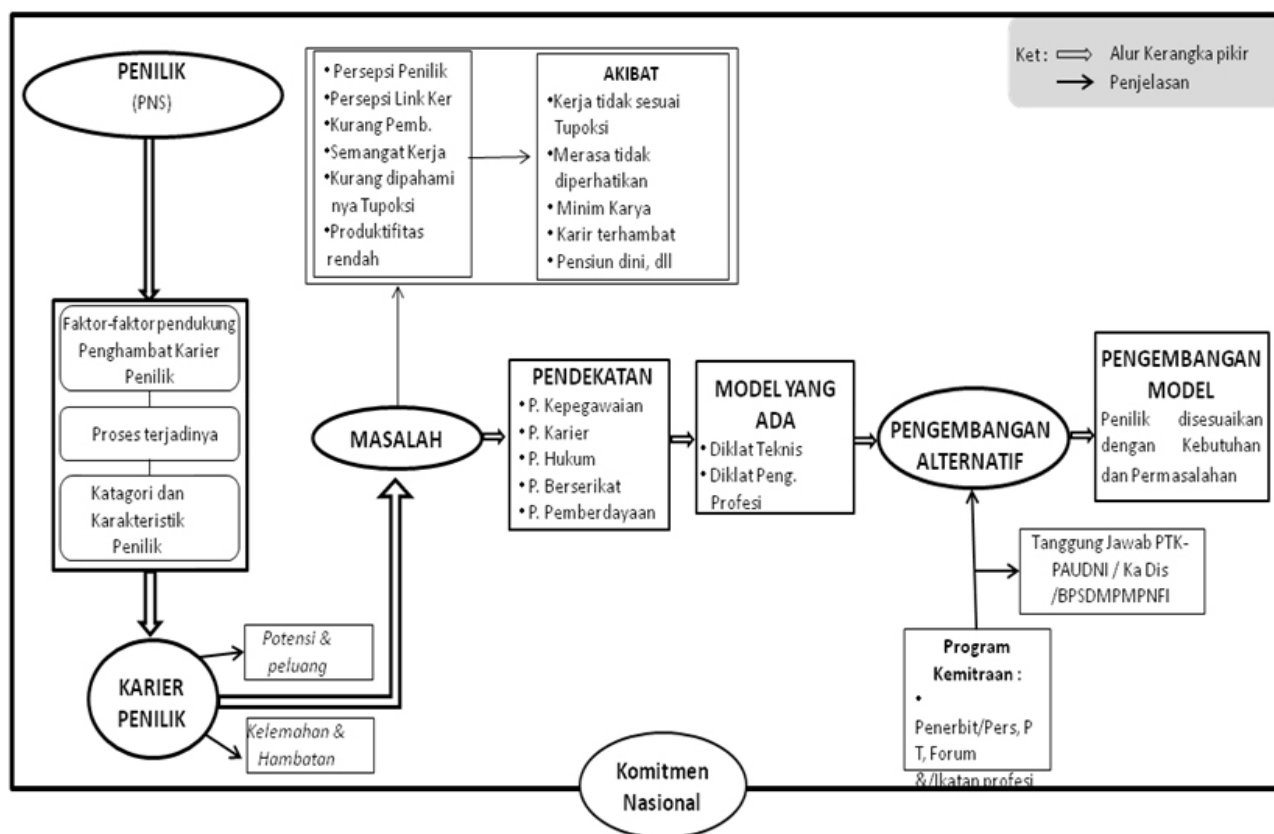 PENILIK
(PNS)
Faktor-faktor pendukung
Penghambat Karier
Penilik
Proses terjadinya
Katagori dan
Karakteristik
Penilik
KARIER
PENILIK
Potensi &
peluang
Kelemahan &
Hambatan
•Persepsi Penilik
•Persepsi Link Ker
•Kurang Pemb.
•Semangat Kerja
•Kurang dipahami
nya Tupoksi
•Produktifitas
rendah
AKIBAT
•Kerja tidak sesuai
Tupoksi
•Merasa tidak
diperhatikan
• Minim Karya
• Karir terhambat
• Pensiun dini, dll
Ket : Alur Kerangka pikir
Penjelasan
MASALAH
PENDEKATAN
• P. Kepegawaian
• P. Karier
• P. Hukum
• P. Berserikat
• P. Pemberdayaan
MODEL YANG
ADA
• Diklat Teknis
• Diklat Peng.
Profesi
PENGEMBANGAN
ALTERNATIF
PENGEMBANGAN
MODEL
Penilik disesuaikan
dengan Kebutuhan
dan Permasalahan
Tanggung Jawab PTK-
PAUDNI / Ka Dis
/BPSDMPMPNFI
Program
Kemitraan :
•
Penerbit/Pers, P
T, Forum
&/Ikatan profesi
Komitmen
Nasional